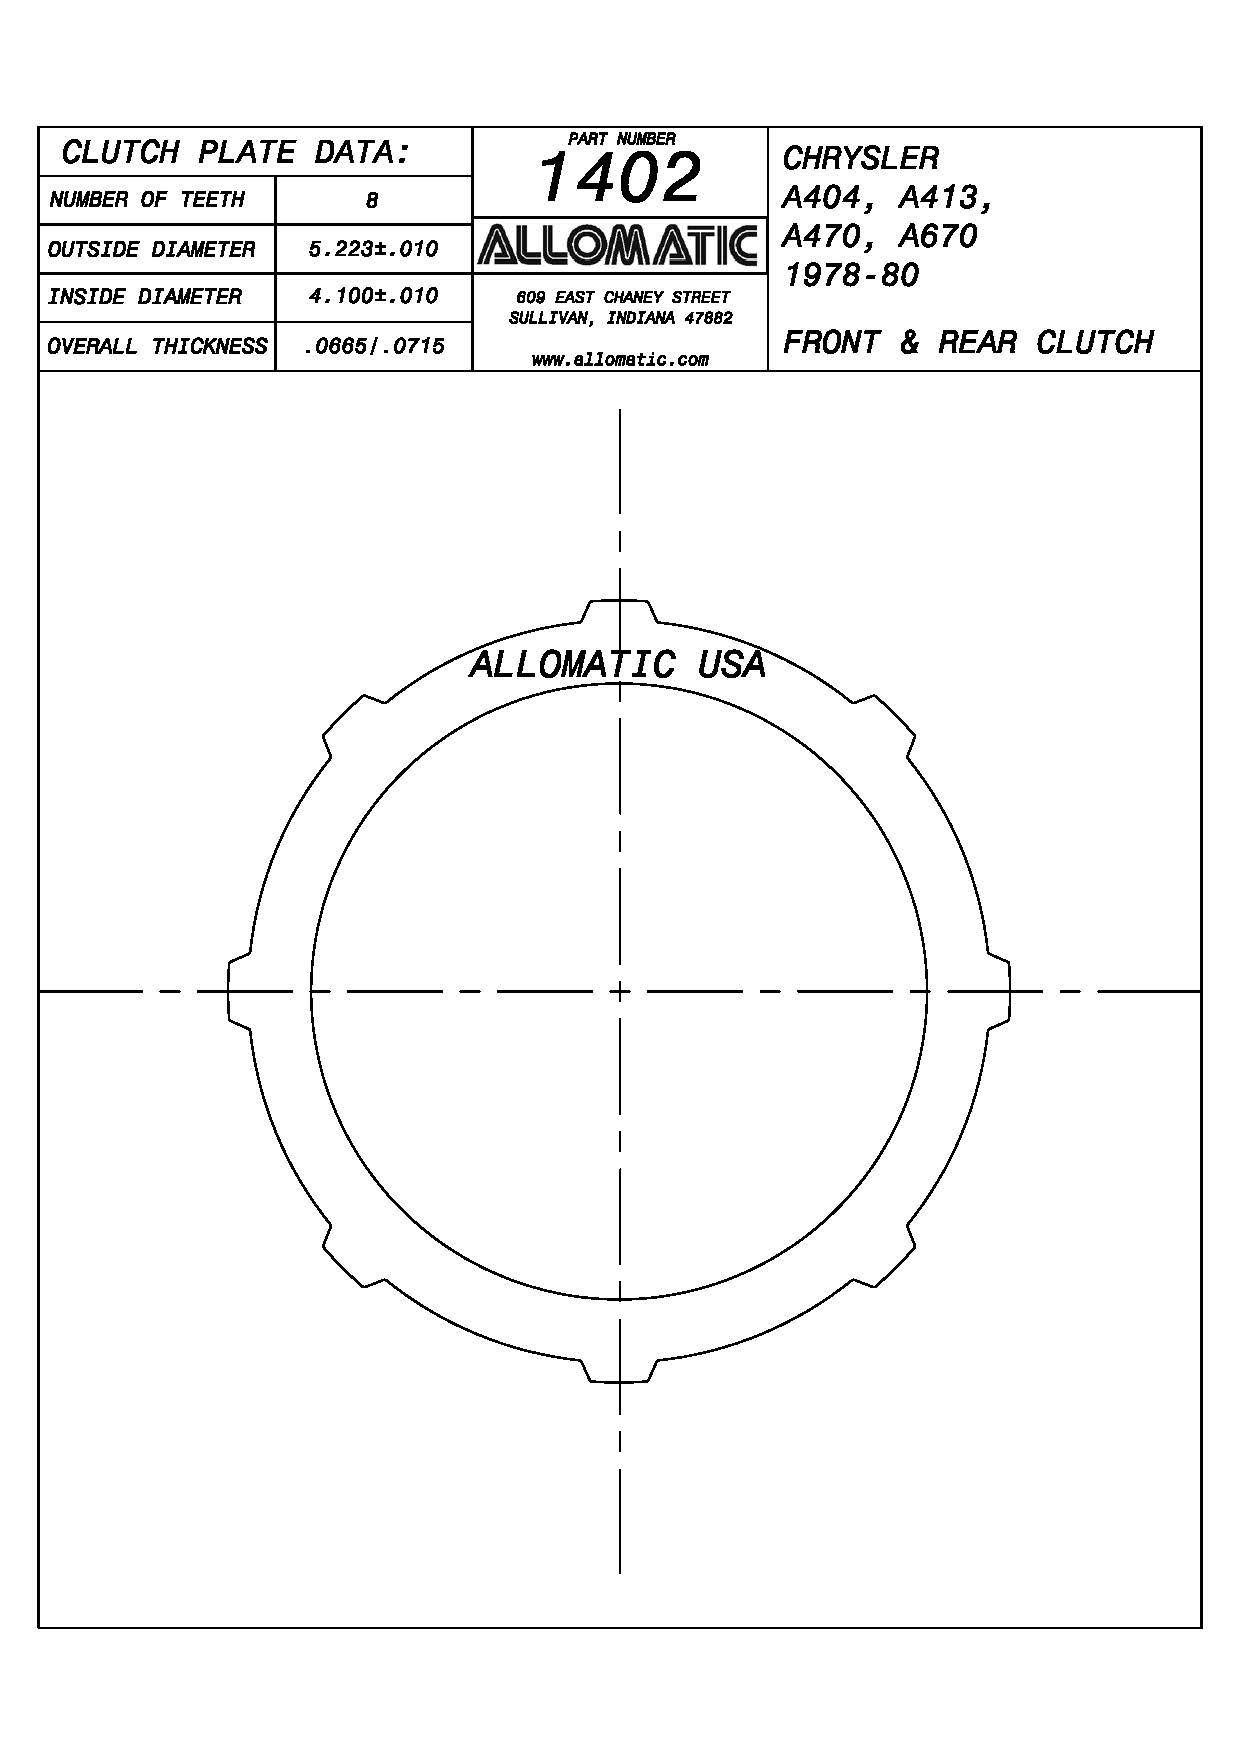 CLUTCH PLATE DATA:
NUMBER OF TEETH 8
OUTSIDE DIAMETER 5.223±.010
INSIDE DIAMETER 4.100±.010
OVERALL THICKNESS .0665/.0715
PART NUMBER
1402
ALLOMATIC
609 EAST CHANEY STREET
SULLIVAN, INDIANA 47882
www.allomatic.com
CHRYSLER
A404, A413,
A470, A670
1978-80
FRONT & REAR CLUTCH
ALLOMATIC USA